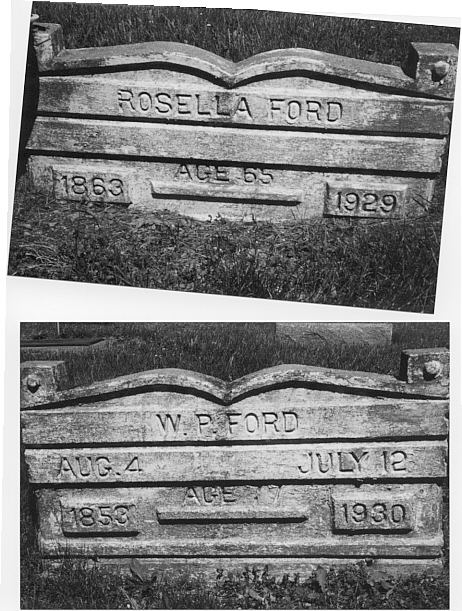 ROSELLA FORD
AGE 65
1863 1929
W. P. FORD
AUG. 4 JULY 12
AGE
1853 1930